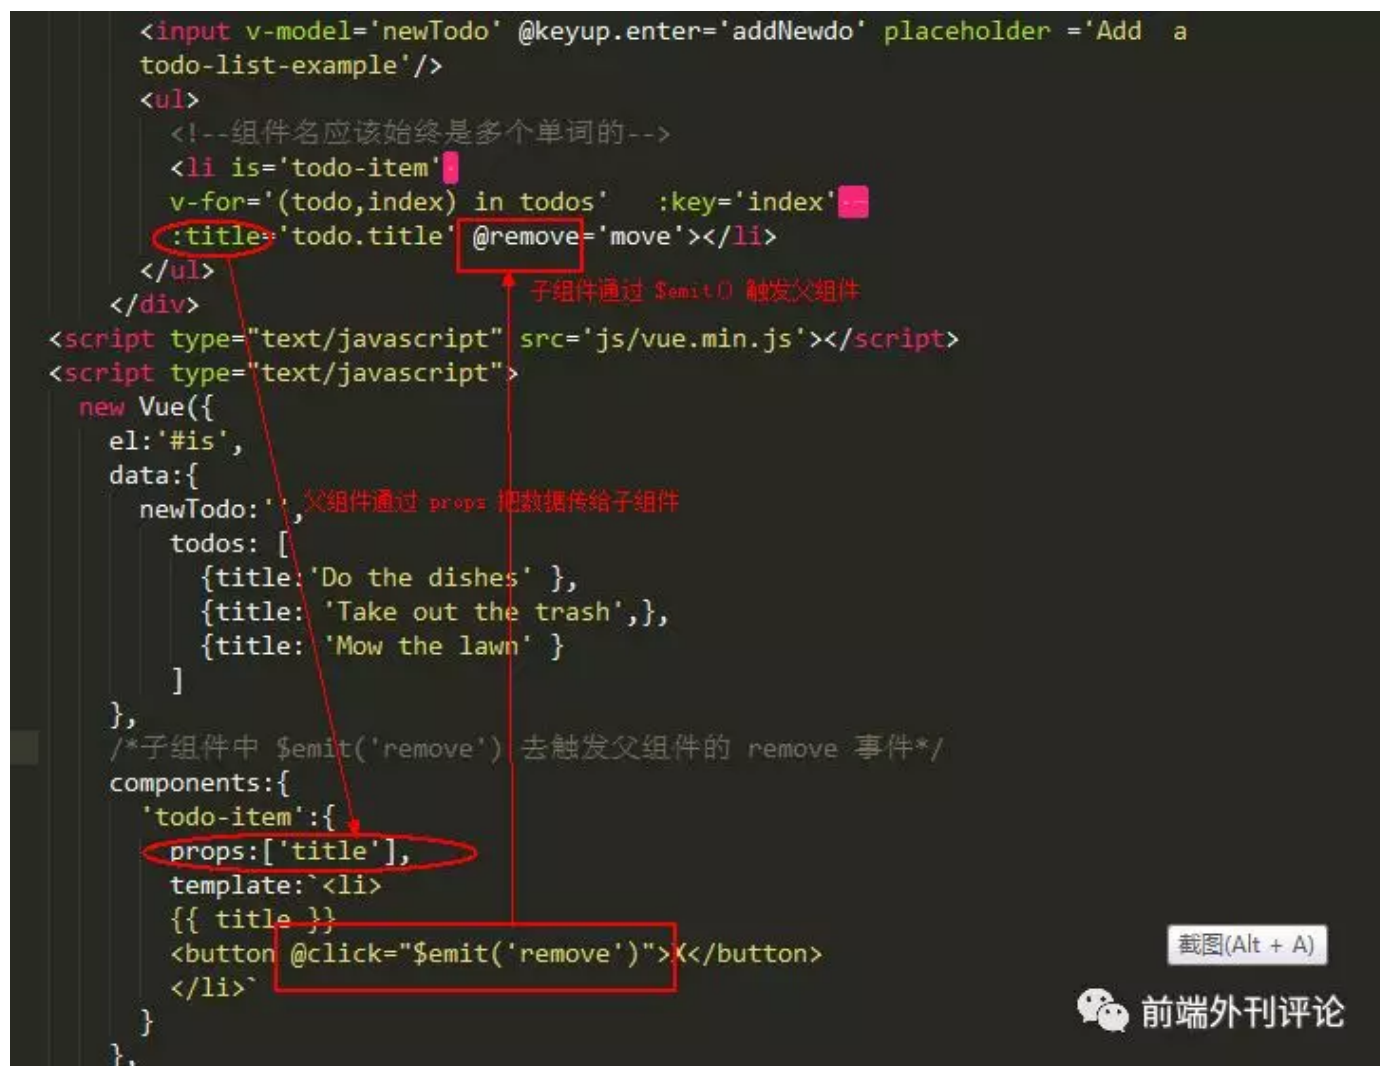 <input v-model='newTodo' @keyup.enter='addNewdo' placeholder ='Add  a
todo-list-example'/>
<ul>
<!--组件名应该始终是多个单词的-->
<li is='todo-item'
v-for='(todo,index) in todos'   :key='index'
:title='todo.title' @remove='move'></li>
</ul>
子组件通过 $emit() 触发父组件
</div>
<script type="text/javascript" src='js/vue.min.js'></script>
<script type="text/javascript">
new Vue({
el:'#is',
data:{
newTodo:'',
父组件通过 props 把数据传给子组件
todos: [
{title:'Do the dishes' },
{title: 'Take out the trash',},
{title: 'Mow the lawn' }
]
},
/*子组件中 $emit('remove') 去触发父组件的 remove 事件*/
components:{
'todo-item':{
props:['title'],
template:`<li>
{{ title }}
<button @click="$emit('remove')">X</button>
</li>`
}
},
截图(Alt + A)
前端外刊评论